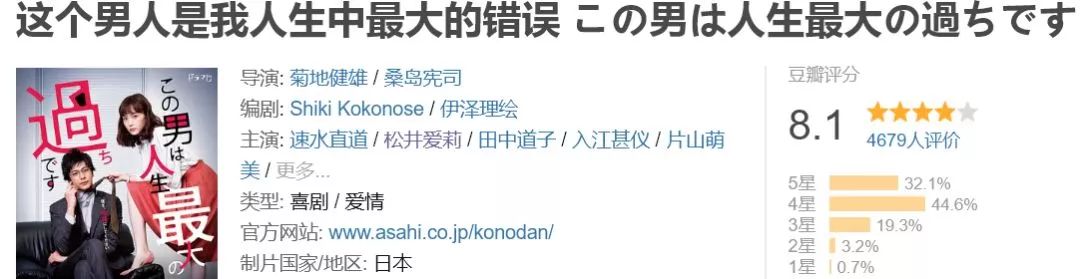 这个男人是我人生中最大的错误 この男は人生最大の過ちです
ドラマL
この男は人生最大の
過ちです
导演: 菊地健雄 / 桑岛宪司
编剧: Shiki Kokonose / 伊泽理绘
主演: 速水直道 / 松井爱莉 / 田中道子 / 入江甚仪 / 片山萌
美 / 更多...
类型: 喜剧 / 爱情
官方网站: www.asahi.co.jp/konodan/
制片国家/地区: 日本
豆瓣评分
8.1
4679人评价
5星 32.1%
4星 44.6%
3星 19.3%
2星 3.2%
1星 0.7%